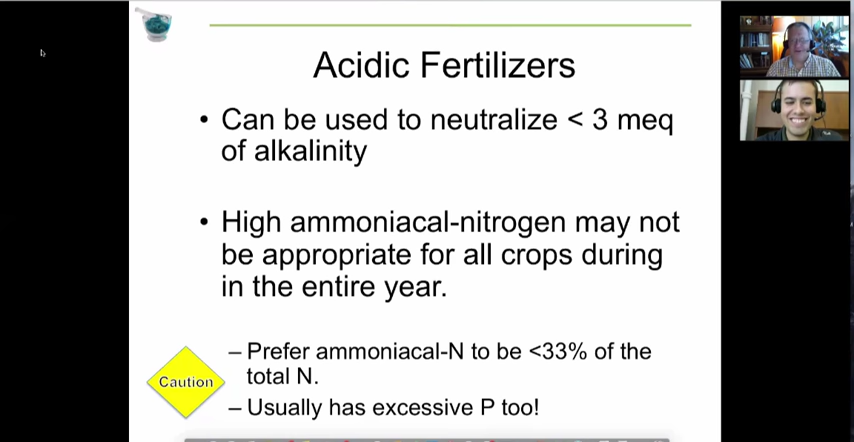 Acidic Fertilizers
• Can be used to neutralize < 3 meq
of alkalinity
• High ammoniacal-nitrogen may not
be appropriate for all crops during
in the entire year.
– Prefer ammoniacal-N to be <33% of the
total N.
Caution
– Usually has excessive P too!